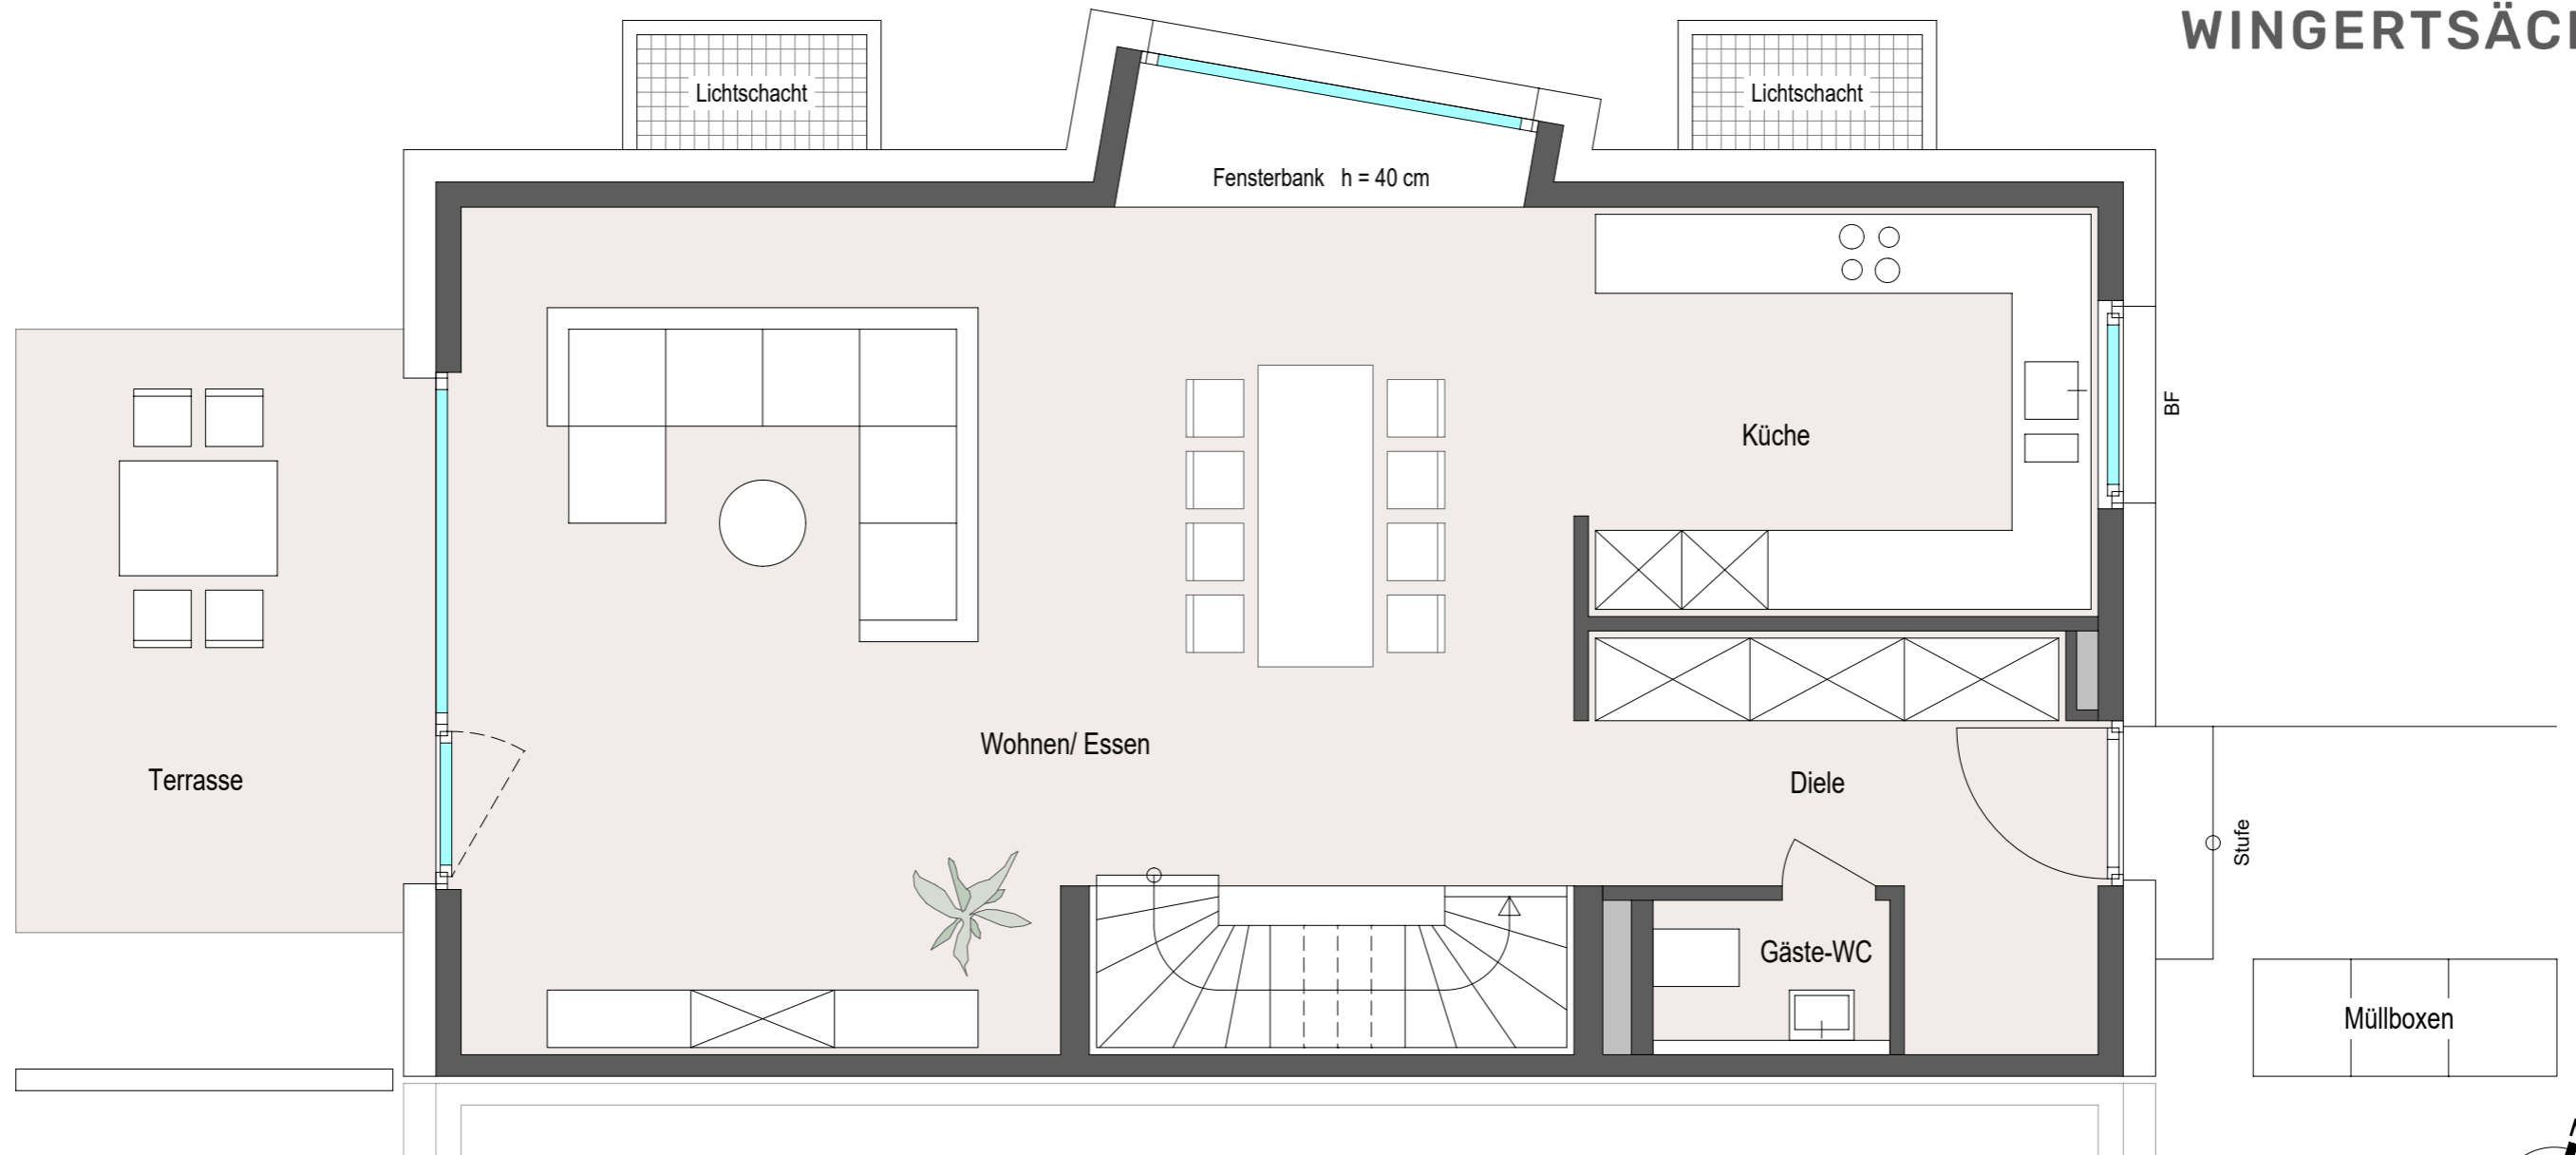 WINGERTSÄC
Lichtschacht
Lichtschacht
Fensterbank h = 40 cm
BF
Küche
Wohnen/ Essen
Terrasse
Diele
Stufe
Gäste-WC
Müllboxen